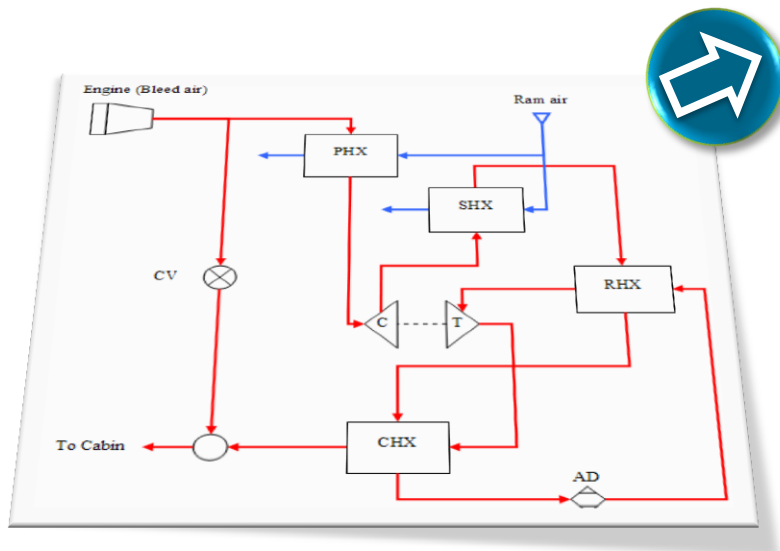 Engine (Bleed air)
Ram air
PHX
SHX
CV
RHX
C
T
To Cabin
CHX
AD